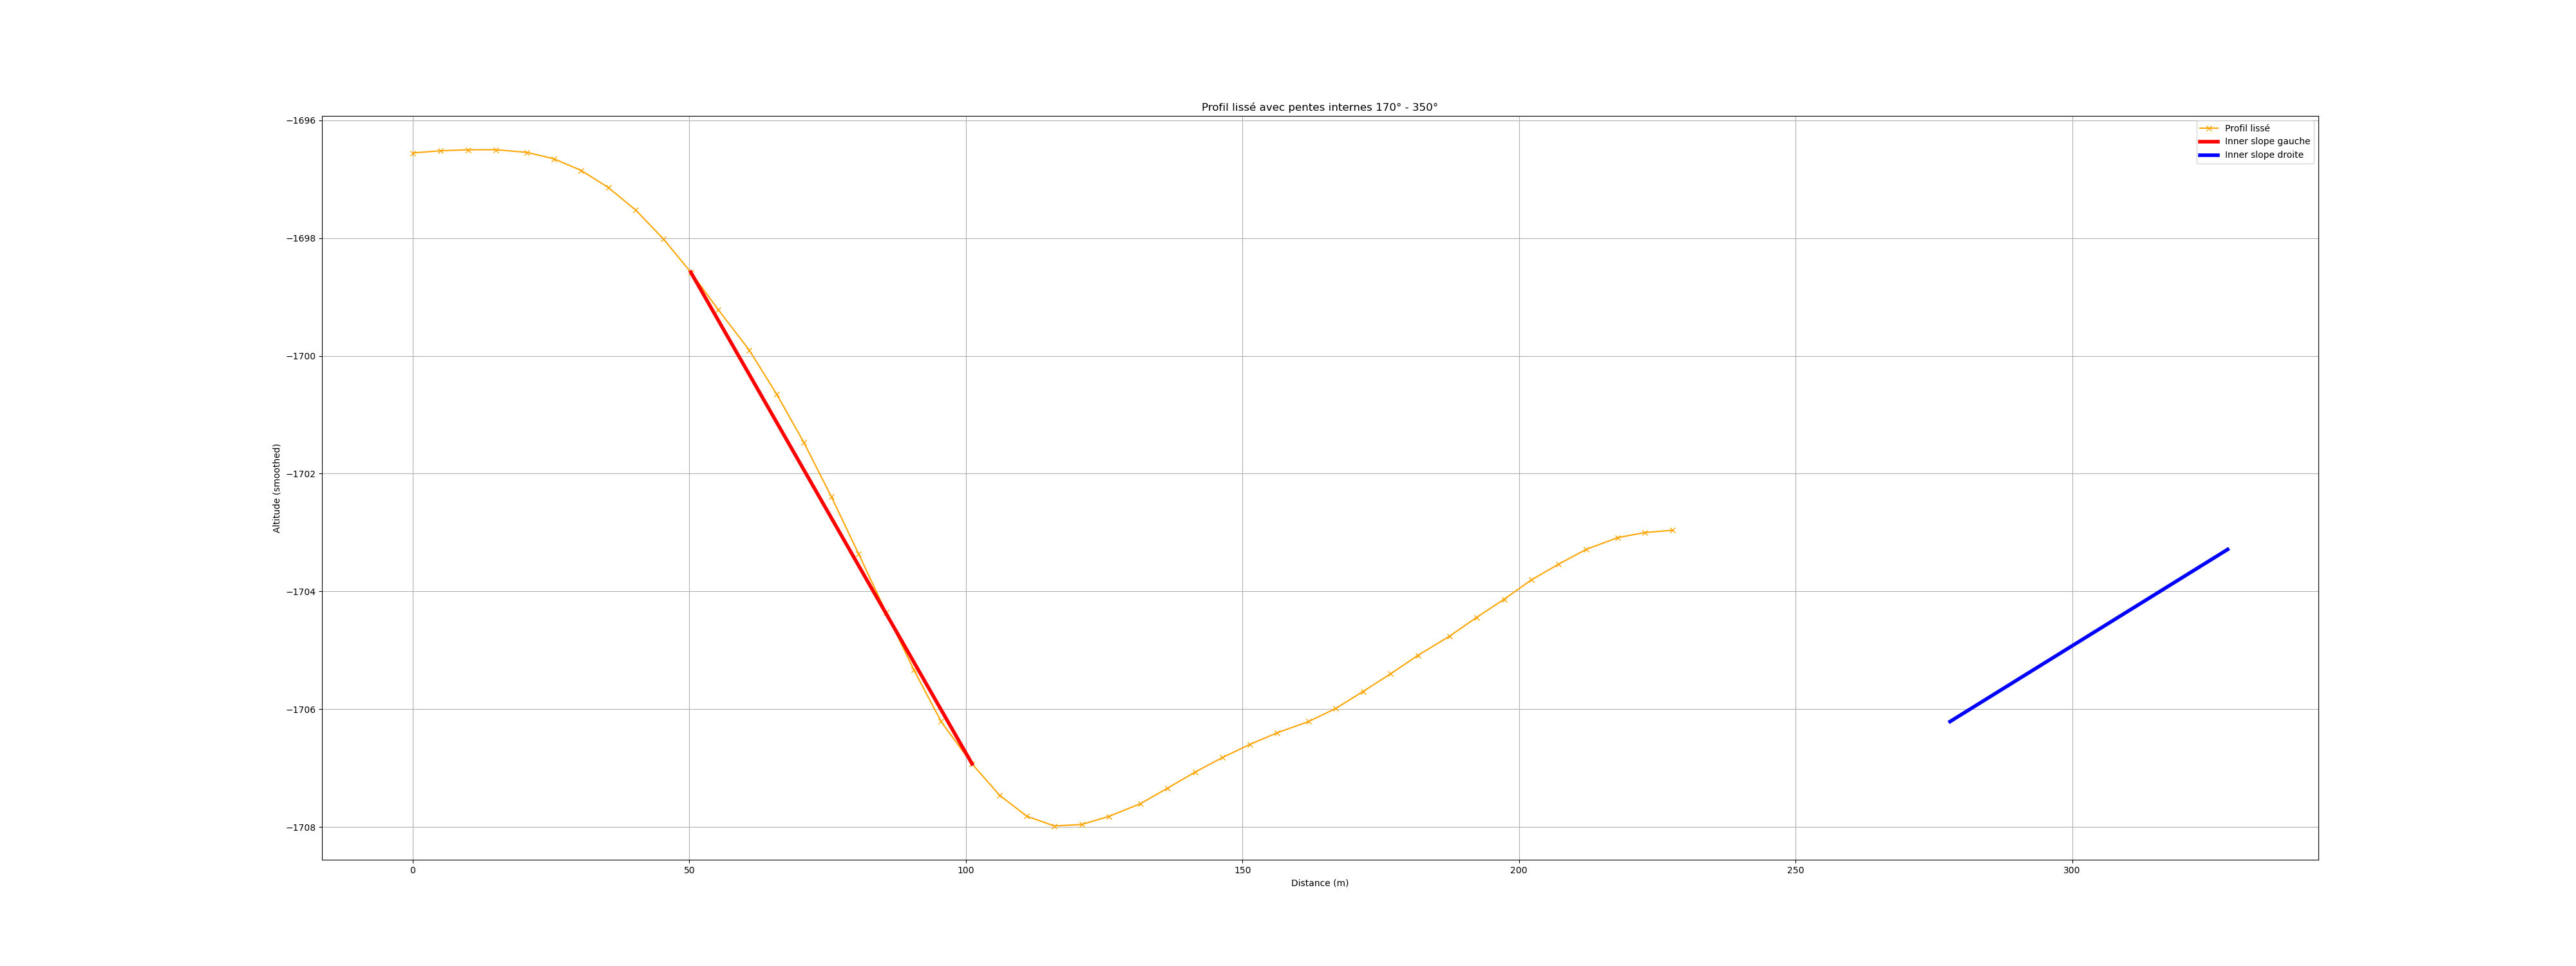 Profil lissé avec pentes internes 170° - 350°
Profil lissé
Inner slope gauche
Inner slope droite
−1696
−1698
−1700
−1702
−1704
−1706
−1708
Altitude (smoothed)
0
50
100
150
200
250
300
Distance (m)